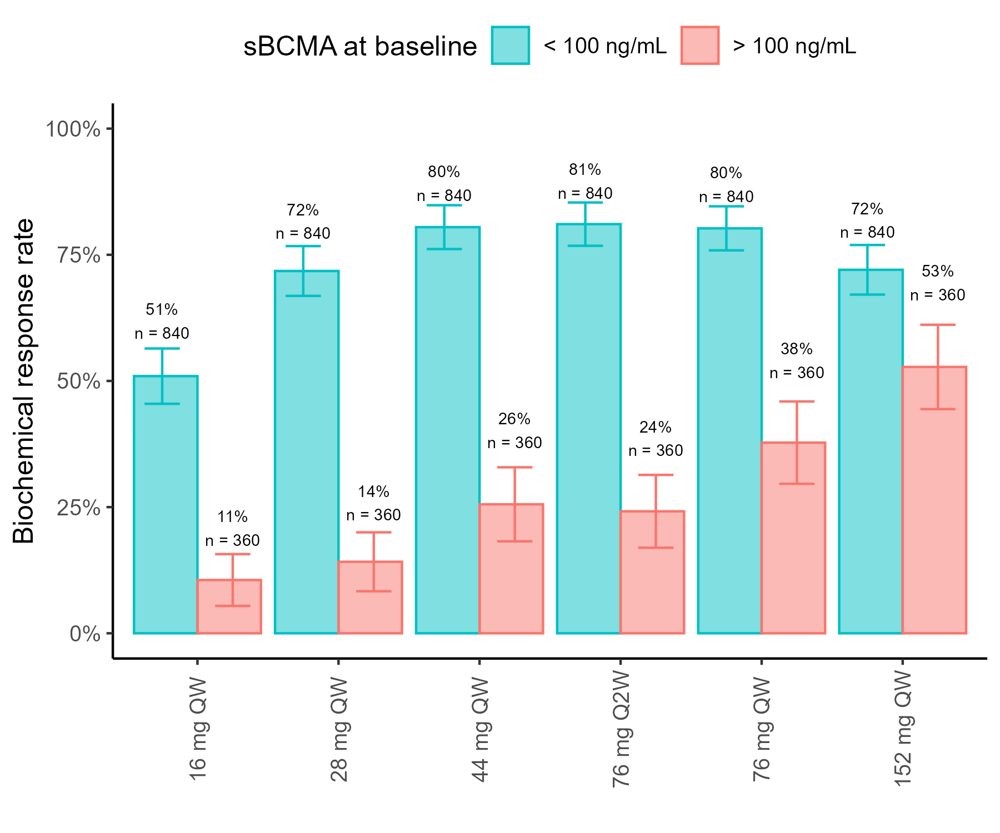 sBCMA at baseline < 100 ng/mL > 100 ng/mL
Biochemical response rate
100%
75%
50%
25%
0%
51%
n = 840
11%
n = 360
72%
n = 840
14%
n = 360
80%
n = 840
26%
n = 360
81%
n = 840
24%
n = 360
80%
n = 840
38%
n = 360
72%
n = 840
53%
n = 360
16 mg QW
28 mg QW
44 mg QW
76 mg Q2W
76 mg QW
152 mg QW